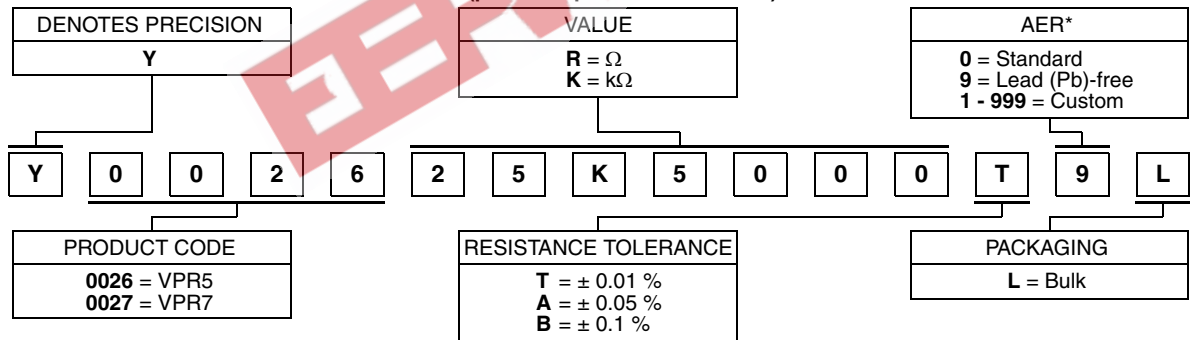 DENOTES PRECISION
Y
VALUE
R = Ω
K = kΩ
AER*
0 = Standard
9 = Lead (Pb)-free
1 - 999 = Custom
Y 0 0 2 6 2 5 K 5 0 0 0 T 9 L
PRODUCT CODE
0026 = VPR5
0027 = VPR7
RESISTANCE TOLERANCE
T = ± 0.01 %
A = ± 0.05 %
B = ± 0.1 %
PACKAGING
L = Bulk